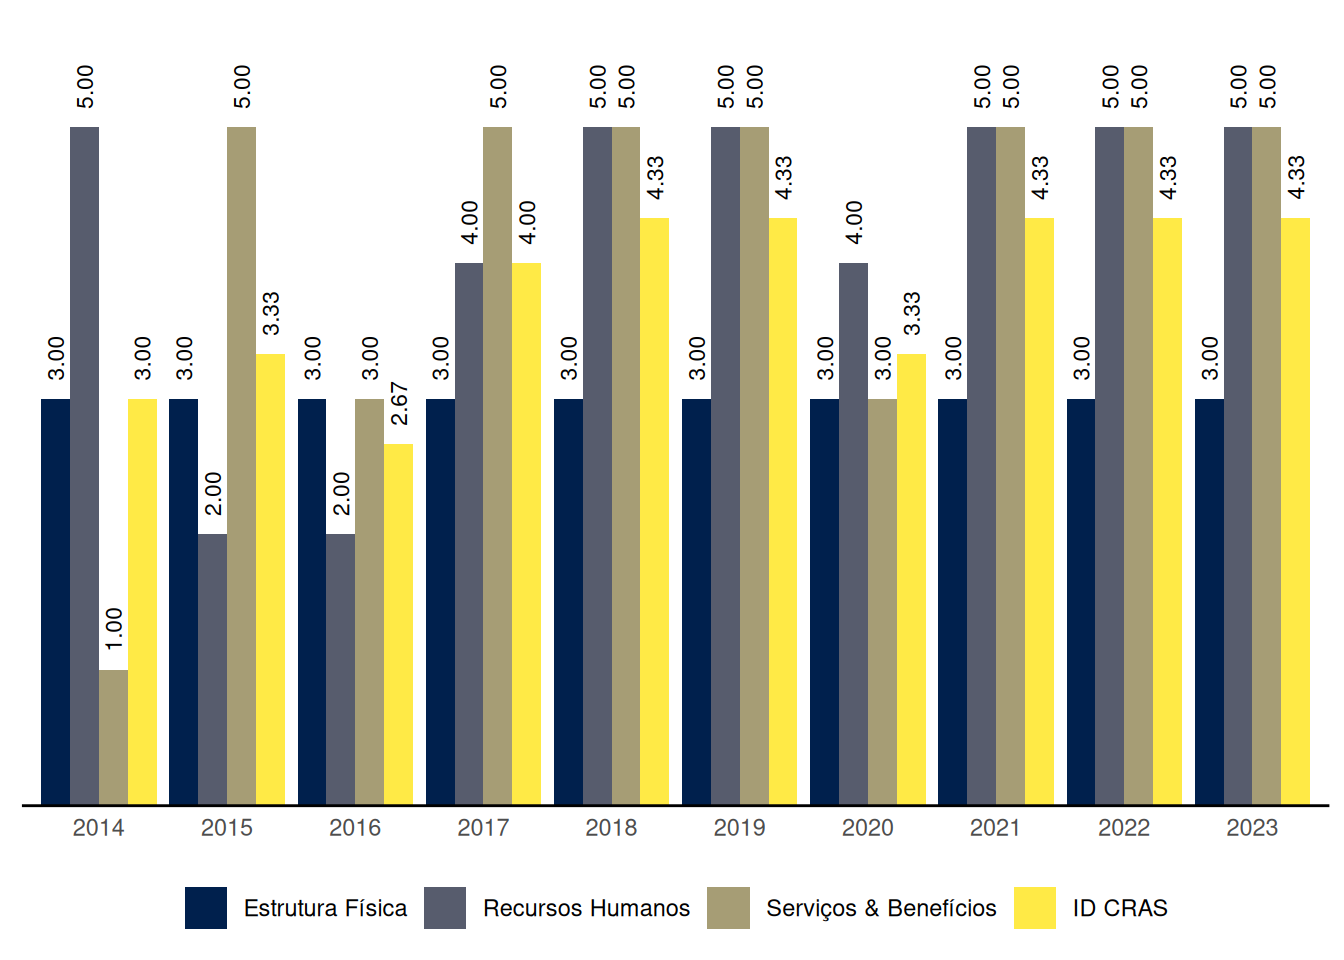 5.00 5.00 5.00 5.00 5.00 5.00 5.00 5.00 5.00 5.00 5.00 5.00 5.00
4.33 4.33 4.33 4.33 4.33
4.00 4.00 4.00
3.33 3.33
3.00 3.00 3.00 3.00 3.00 3.00 3.00 3.00 3.00 3.00 3.00 3.00 3.00
2.67
2.00 2.00
1.00
2014 2015 2016 2017 2018 2019 2020 2021 2022 2023
Estrutura Física Recursos Humanos Serviços & Benefícios ID CRAS